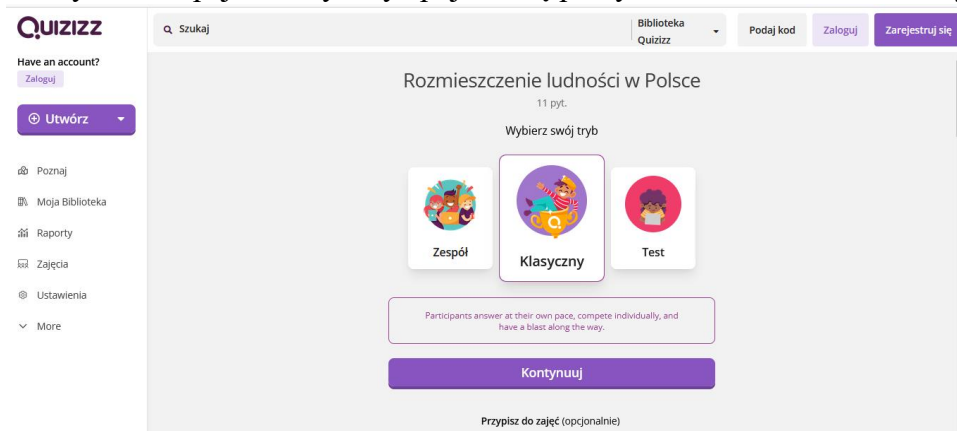 QUIZIZZ
Have an account?
Zaloguj
Utwórz
Poznaj
Moja Biblioteka
Raporty
Zajęcia
Ustawienia
More
Szukaj
Biblioteka
Quizizz
Podaj kod
Zaloguj
Zarejestruj się
Rozmieszczenie ludności w Polsce
11 pyt.
Wybierz swój tryb
Zespół
Klasyczny
Test
Participants answer at their own pace, compete individually, and
have a blast along the way.
Kontynuuj
Przypisz do zajęć (opcjonalnie)